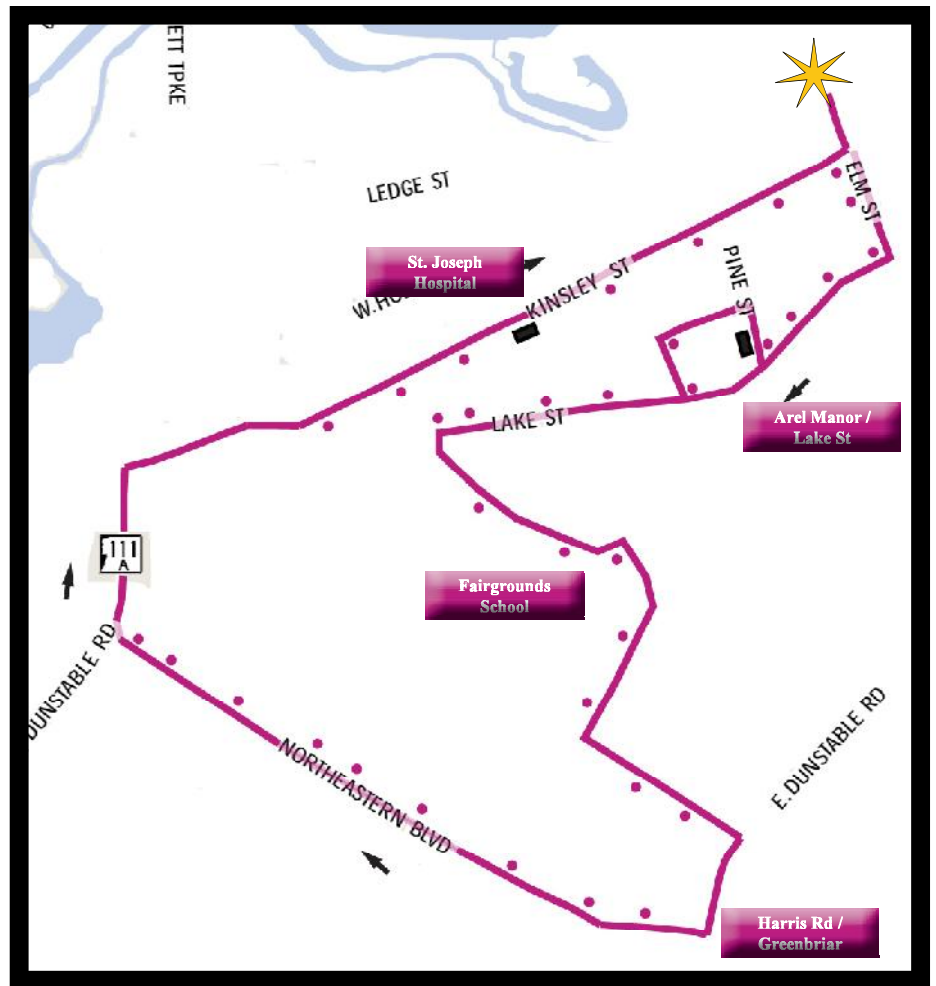 ETT TPKE
LEDGE ST
ELM ST
St. Joseph
Hospital
PINE ST
KINSLEY ST
W.HO
Arel Manor /
Lake St
LAKE ST
111
A
Fairgrounds
School
DUNSTABLE RD
E. DUNSTABLE RD
NORTHEASTERN BLVD
Harris Rd /
Greenbriar